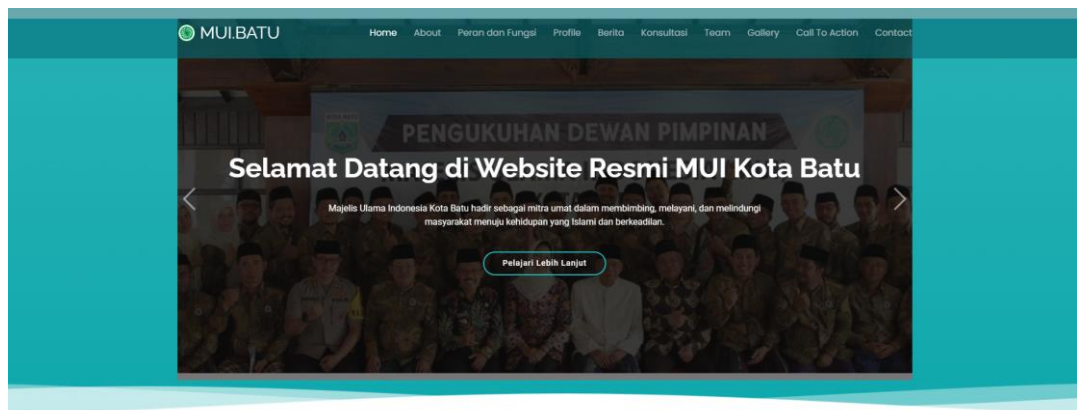 MUI.BATU
Home About Peran dan Fungsi Profile Berita Konsultasi Team Gallery Call To Action Contact
PENGUKUHAN DEWAN PIMPINAN
Selamat Datang di Website Resmi MUI Kota Batu
Majelis Ulama Indonesia Kota Batu hadir sebagai mitra umat dalam membimbing, melayani, dan melindungi
masyarakat menuju kehidupan yang Islami dan berkeadilan.
Pelajari Lebih Lanjut